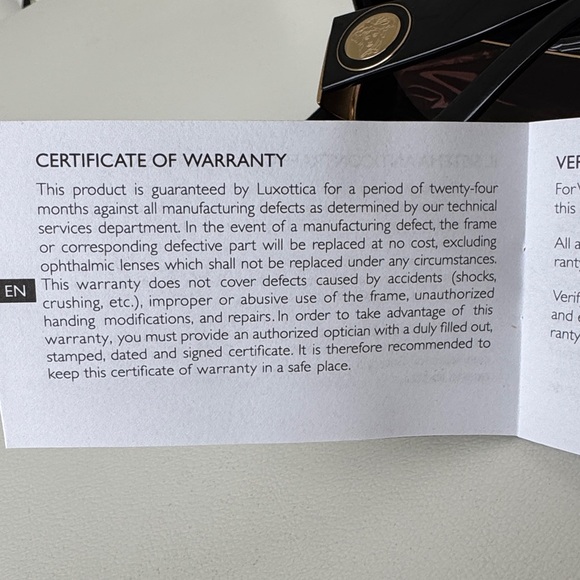 CERTIFICATE OF WARRANTY
This product is guaranteed by Luxottica for a period of twenty-four
months against all manufacturing defects as determined by our technical
services department. In the event of a manufacturing defect, the frame
or corresponding defective part will be replaced at no cost, excluding
ophthalmic lenses which shall not be replaced under any circumstances.
EN
This warranty does not cover defects caused by accidents (shocks,
crushing, etc.), improper or abusive use of the frame, unauthorized
handing modifications, and repairs. In order to take advantage of this
warranty, you must provide an authorized optician with a duly filled out,
stamped, dated and signed certificate. It is therefore recommended to
keep this certificate of warranty in a safe place.
VER
For
this
All a
rant
Verif
and
ranty